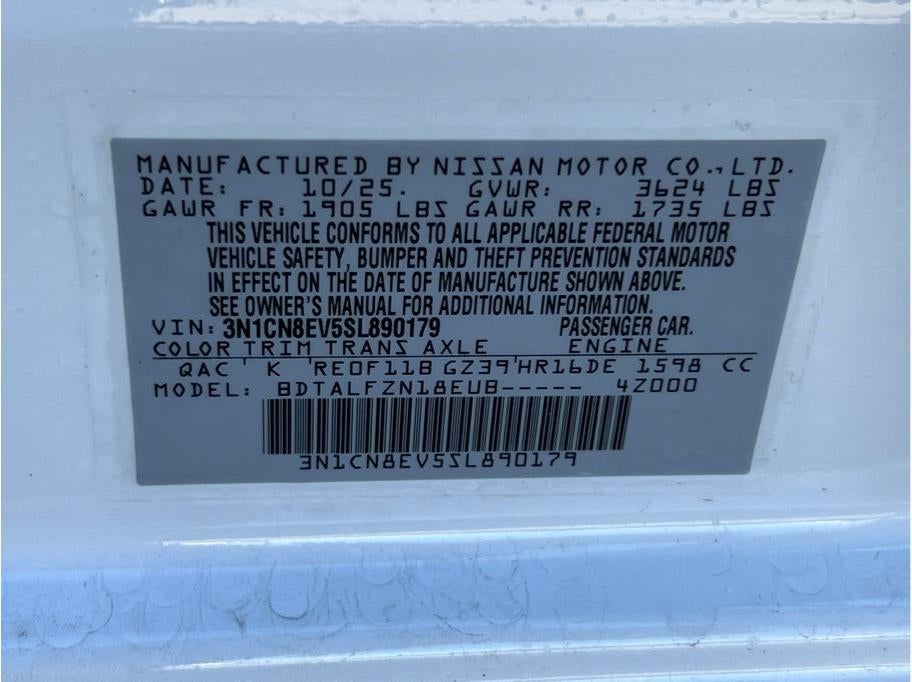 MANUFACTURED BY NISSAN MOTOR CO.,LTD.
DATE: 10/25. GVWR: 3624 LBS
GAWR FR: 1905 LBS GAWR RR: 1735 LBS
THIS VEHICLE CONFORMS TO ALL APPLICABLE FEDERAL MOTOR
VEHICLE SAFETY, BUMPER AND THEFT PREVENTION STANDARDS
IN EFFECT ON THE DATE OF MANUFACTURE SHOWN ABOVE.
SEE OWNER'S MANUAL FOR ADDITIONAL INFORMATION.
VIN: 3N1CN8EV5SL890179 PASSENGER CAR.
COLOR TRIM TRANS AXLE ENGINE
QAC K RE0F11B GZ39 HR16DE 1598 CC
MODEL: BDTALFZN18EUB----- 4Z000
3N1CN8EV5SL890179